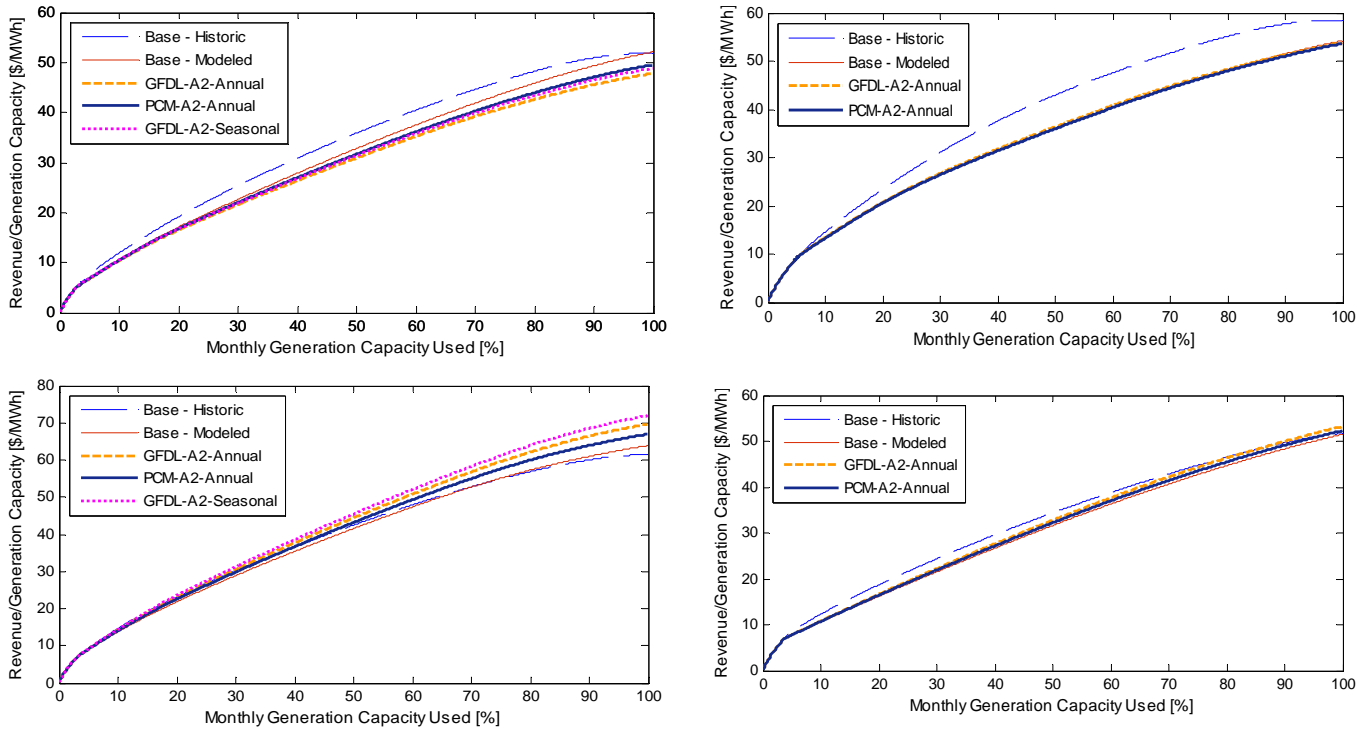 Revenue/Generation Capacity [$/MWh]
60
50
40
30
20
10
0
Base - Historic
Base - Modeled
GFDL-A2-Annual
PCM-A2-Annual
GFDL-A2-Seasonal
0 10 20 30 40 50 60 70 80 90 100
Monthly Generation Capacity Used [%]
Revenue/Generation Capacity [$/MWh]
60
50
40
30
20
10
0
Base - Historic
Base - Modeled
GFDL-A2-Annual
PCM-A2-Annual
0 10 20 30 40 50 60 70 80 90 100
Monthly Generation Capacity Used [%]
Revenue/Generation Capacity [$/MWh]
80
70
60
50
40
30
20
10
0
Base - Historic
Base - Modeled
GFDL-A2-Annual
PCM-A2-Annual
GFDL-A2-Seasonal
0 10 20 30 40 50 60 70 80 90 100
Monthly Generation Capacity Used [%]
Revenue/Generation Capacity [$/MWh]
60
50
40
30
20
10
0
Base - Historic
Base - Modeled
GFDL-A2-Annual
PCM-A2-Annual
0 10 20 30 40 50 60 70 80 90 100
Monthly Generation Capacity Used [%]